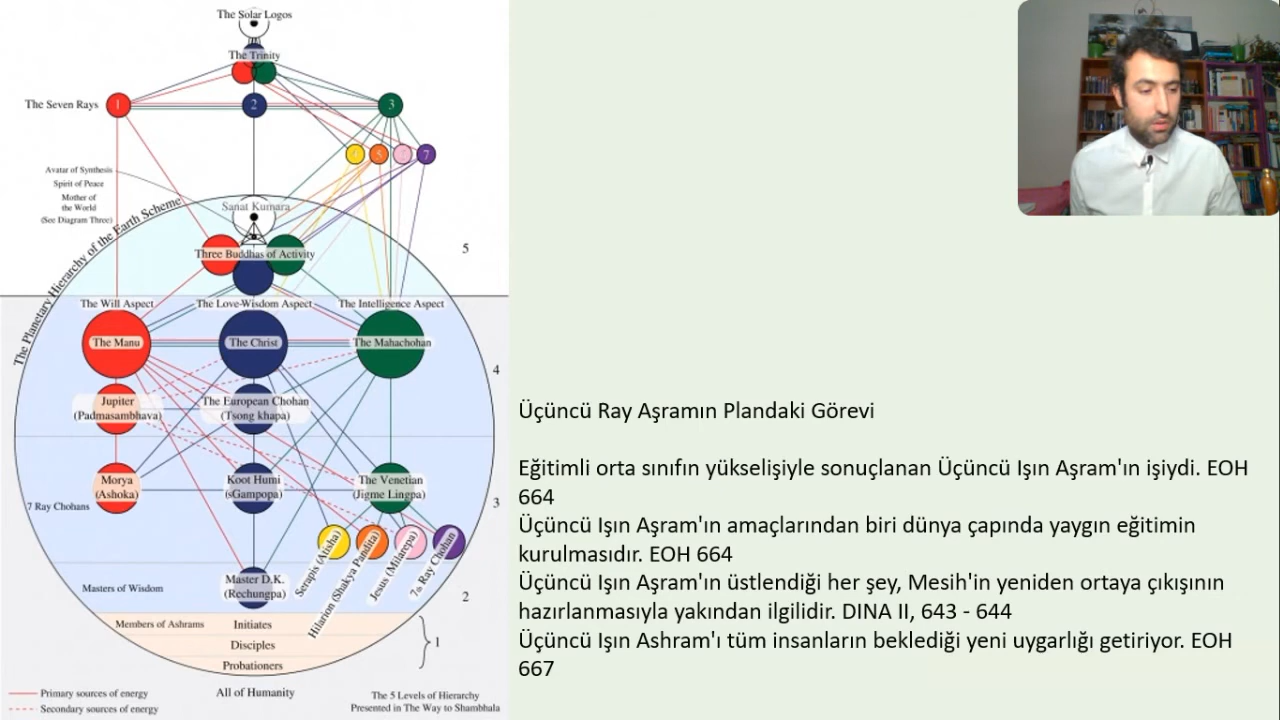 The Solar Logos
The Trinity
The Seven Rays
1
2
3
5
7
Avatar of Synthesis
Spirit of Peace
Mother of
the World
(See Diagram Three)
The Planetary Hierarchy of the Earth Scheme
Sanat Kumara
Three Buddhas of Activity
5
The Will Aspect
The Love-Wisdom Aspect
The Intelligence Aspect
The Manu
The Christ
The Mahachohan
4
Jupiter
(Padmasambhava)
The European Chohan
(Tsong khapa)
Morya
(Ashoka)
Koot Humi
(sGampopa)
The Venetian
(Jigme Lingpa)
7 Ray Chohans
3
Serapis (Atisha)
Hilarion (Shakya Pandita)
Jesus (Milarepa)
7th Ray Chohan
Masters of Wisdom
Master D.K.
(Rechungpa)
2
Members of Ashrams
Initiates
Disciples
Probationers
1
All of Humanity
Primary sources of energy
Secondary sources of energy
The 5 Levels of Hierarchy
Presented in The Way to Shambhala
Üçüncü Ray Aşramın Plandaki Görevi
Eğitimli orta sınıfın yükselişiyle sonuçlanan Üçüncü Işın Aşram'ın işiydi. EOH
664
Üçüncü Işın Aşram'ın amaçlarından biri dünya çapında yaygın eğitimin
kurulmasıdır. EOH 664
Üçüncü Işın Aşram'ın üstlendiği her şey, Mesih'in yeniden ortaya çıkışının
hazırlanmasıyla yakından ilgilidir. DINA II, 643 - 644
Üçüncü Işın Ashram'ı tüm insanların beklediği yeni uygarlığı getiriyor. EOH
667